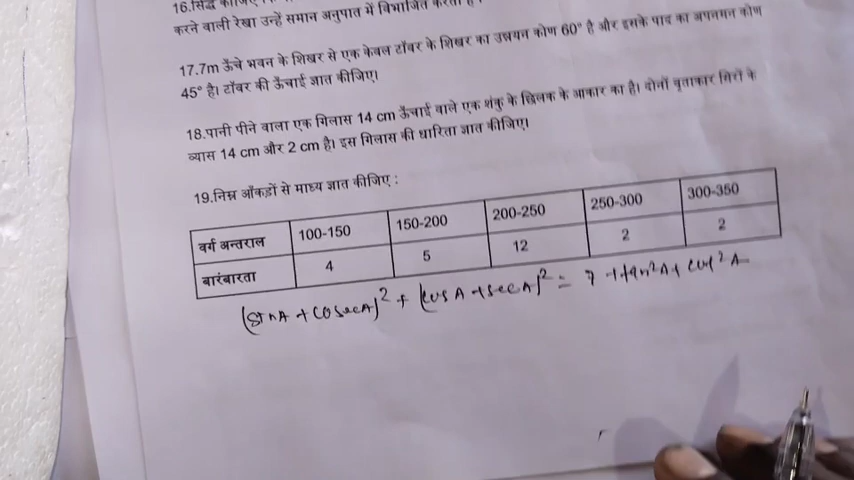 16.सिद्ध
करने वाली रेखा उन्हें समान अनुपात में विभाजित करती है।
17.7m ऊँचे भवन के शिखर से एक केबल टॉवर के शिखर का उन्नयन कोण 60° है और इसके पाद का अपनमन कोण
45° है। टॉवर की ऊँचाई ज्ञात कीजिए।
18.पानी पीने वाला एक गिलास 14 cm ऊँचाई वाले एक शंकु के छिन्नक के आकार का है। दोनों वृताकार सिरों के
व्यास 14 cm और 2 cm है। इस गिलास की धारिता ज्ञात कीजिए।
19.निम्न आँकड़ों से माध्य ज्ञात कीजिए :
वर्ग अन्तराल 100-150 150-200 200-250 250-300 300-350
बारंबारता 4 5 12 2 2
(sinA + cosecA)² + (cosA + secA)² = 7 + tan²A + cot²A